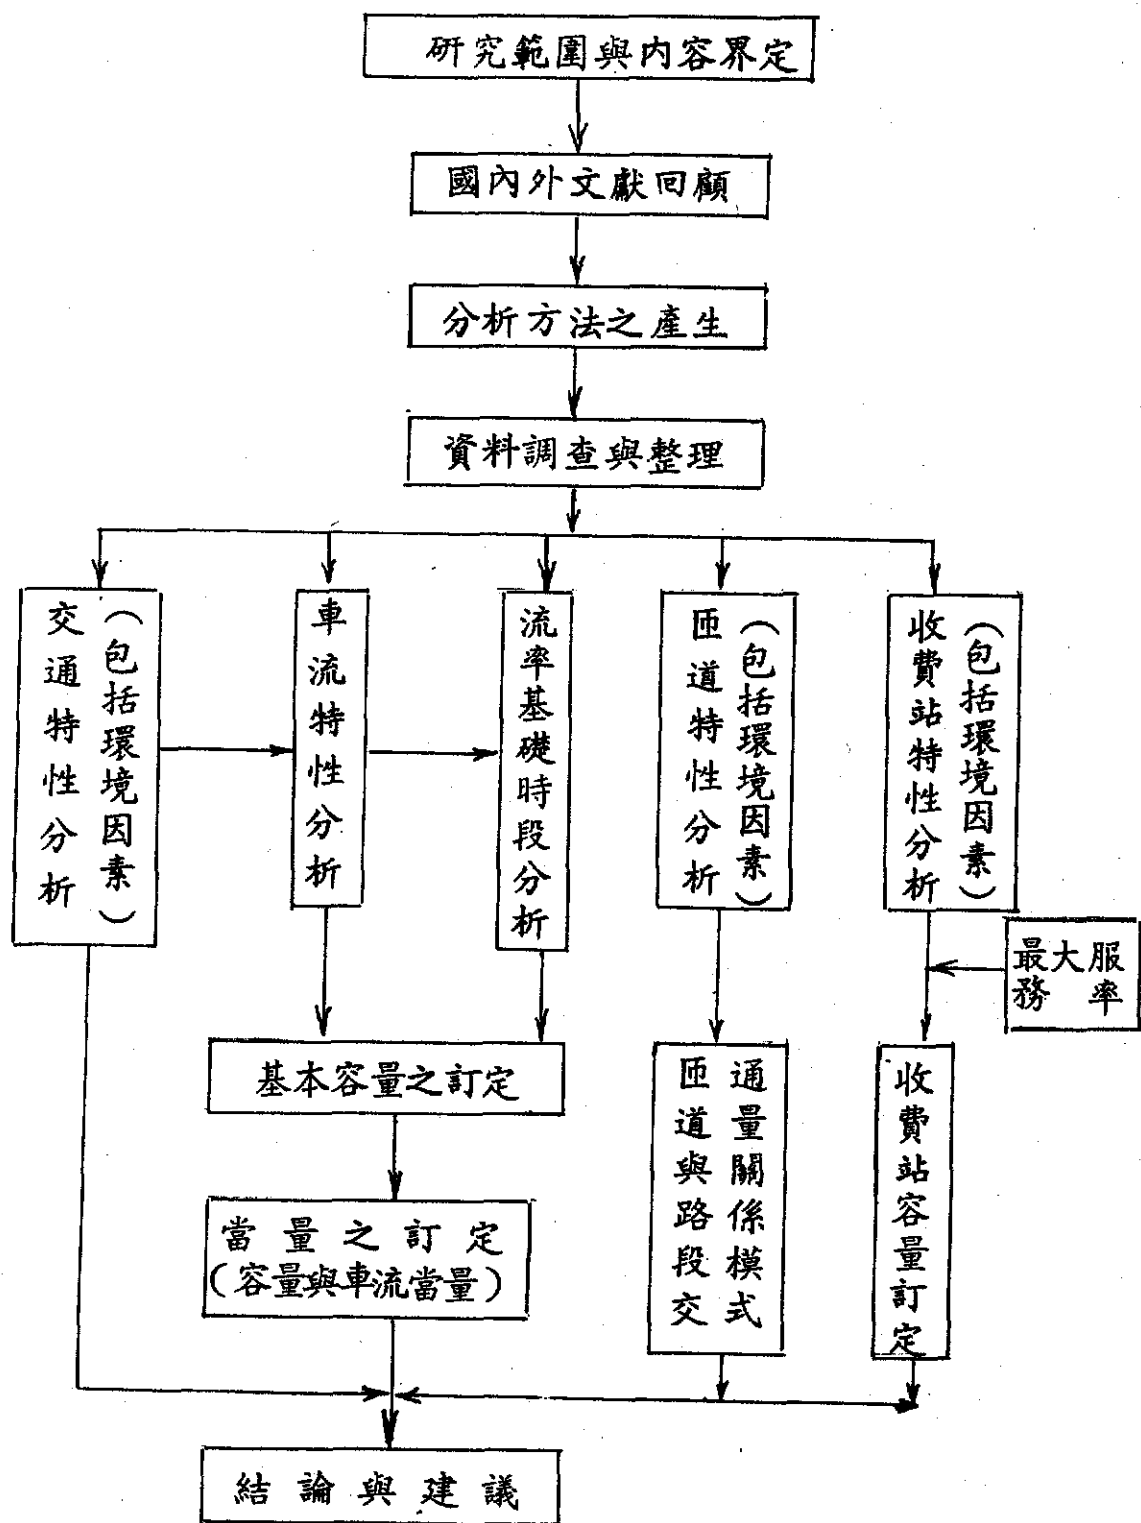 研究範圍與内容界定
國內外文獻回顧
分析方法之產生
資料調查與整理
交通特性分析
(包括環境因素)
車流特性分析
流率基礎時段分析
匝道特性分析
(包括環境因素)
收費站特性分析
(包括環境因素)
最大服
務率
基本容量之訂定
當量之訂定
(容量與車流當量)
匝道與路段交
通量關係模式
收費站容量訂定
結論與建議